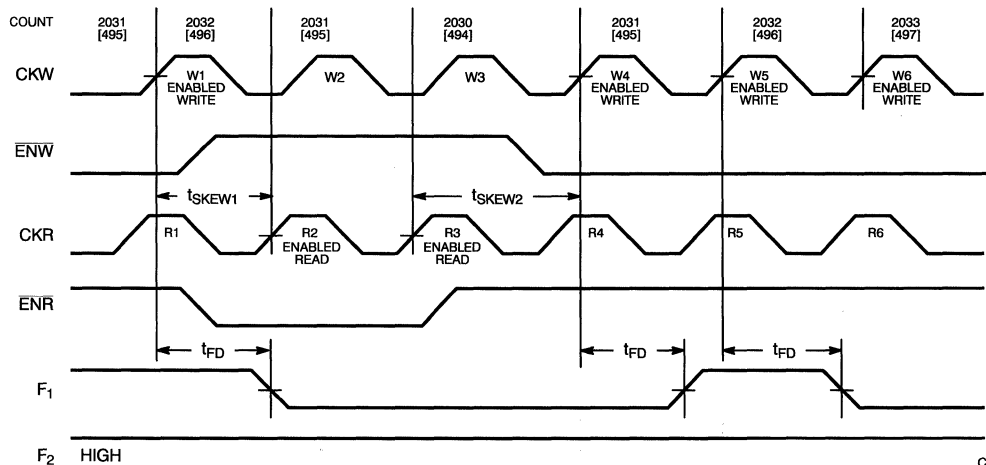 COUNT 2031 2032 2031 2030 2031 2032 2033
[495] [496] [495] [494] [495] [496] [497]
CKW W1 W2 W3 W4 W5 W6
ENABLED ENABLED ENABLED ENABLED
WRITE WRITE WRITE WRITE
ENW
tSKEW1 tSKEW2
CKR R1 R2 R3 R4 R5 R6
ENABLED ENABLED
READ READ
ENR
tFD tFD tFD
F1
F2 HIGH